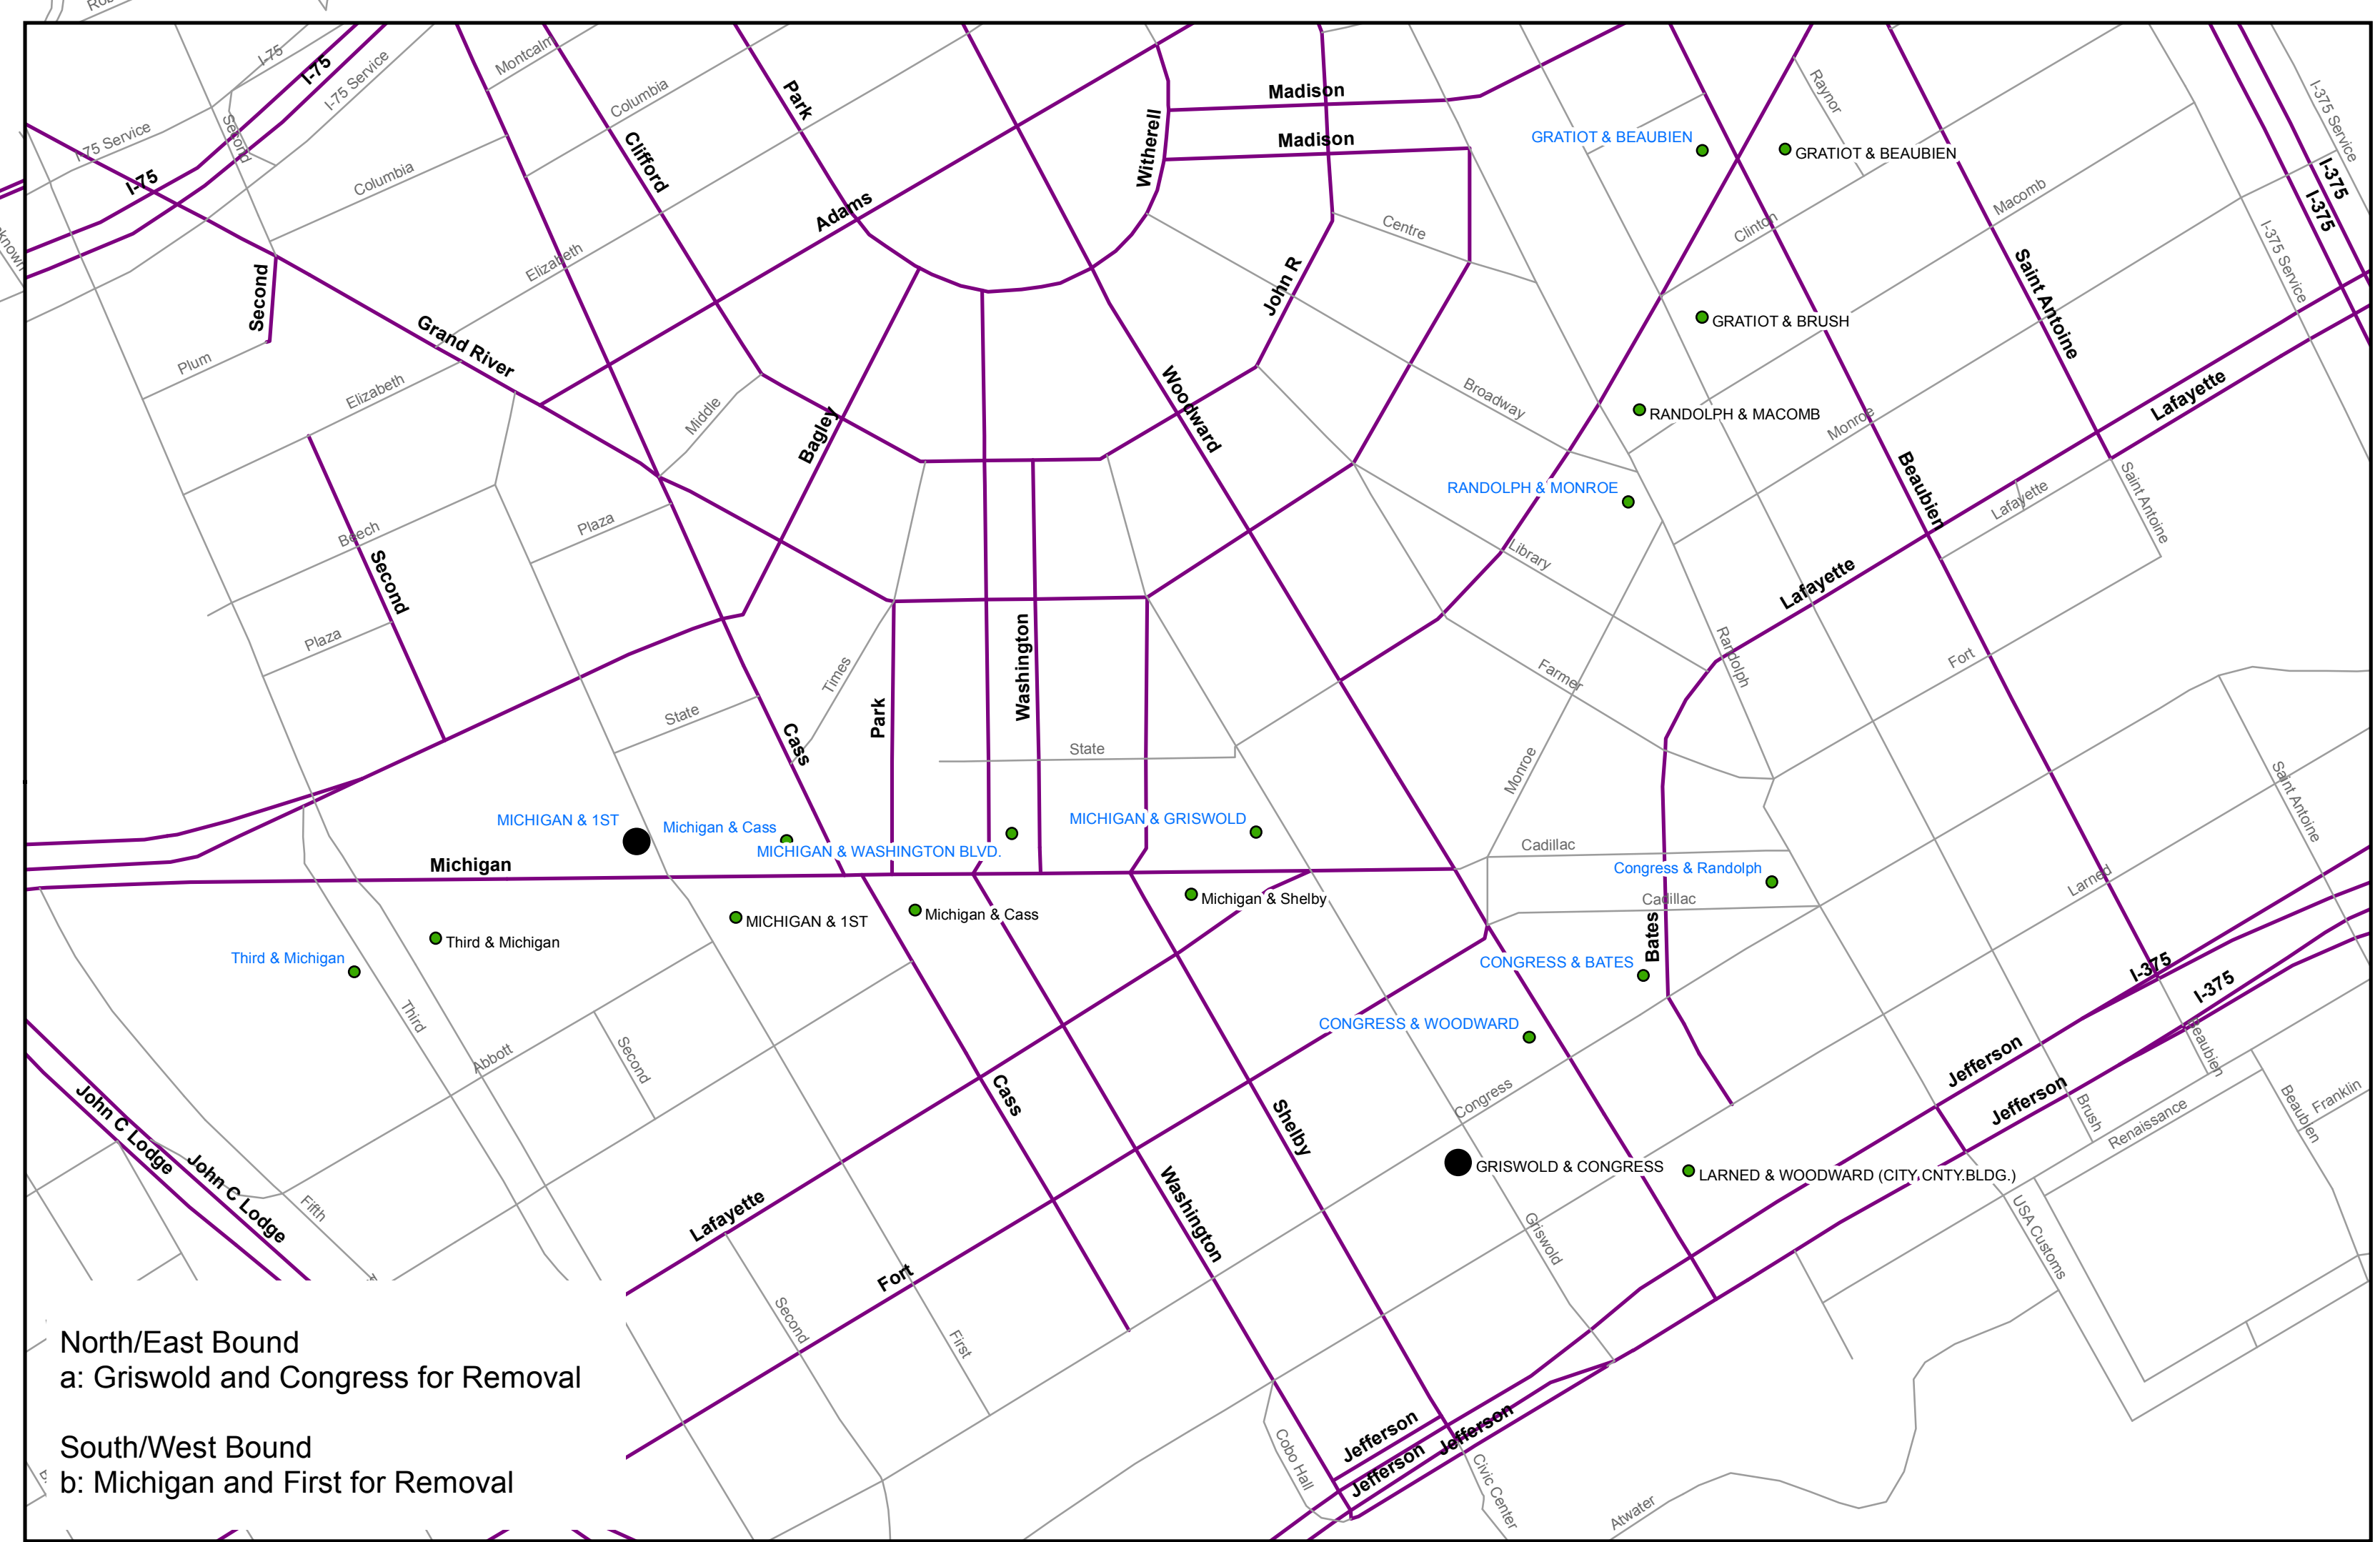 Rob
I-75
I-75
I-75 Service
I-75 Service
I-75
Second
Montcalm
Columbia
Columbia
Park
Clifford
Adams
Elizabeth
Witherell
Madison
Madison
GRATIOT & BEAUBIEN
GRATIOT & BEAUBIEN
Raynor
I-375 Service
I-375
I-375
I-375 Service
Macomb
Clinton
Saint Antoine
Centre
John R
Second
Grand River
Plum
Elizabeth
Middle
Bagley
Woodward
Broadway
GRATIOT & BRUSH
RANDOLPH & MACOMB
Monroe
Lafayette
RANDOLPH & MONROE
Beaubien
Lafayette
Saint Antoine
Beech
Plaza
Second
Plaza
Library
Lafayette
Randolph
Fort
Farmer
Times
Park
Washington
State
State
Cass
Monroe
Saint Antoine
MICHIGAN & 1ST
Michigan & Cass
MICHIGAN & WASHINGTON BLVD.
MICHIGAN & GRISWOLD
Cadillac
Congress & Randolph
Cadillac
Larned
Michigan
Michigan & Shelby
Michigan & Cass
MICHIGAN & 1ST
Third & Michigan
Third & Michigan
Bates
CONGRESS & BATES
CONGRESS & WOODWARD
I-375
I-375
Third
Abbott
Second
Cass
Shelby
Congress
Jefferson
Jefferson
Beaubien
Brush
Renaissance
Beaubien
Franklin
John C Lodge
John C Lodge
Fifth
Lafayette
Washington
GRISWOLD & CONGRESS
LARNED & WOODWARD (CITY.CNTY.BLDG.)
Griswold
USA Customs
Fort
Second
First
Jefferson
Jefferson
Jefferson
Cobo Hall
Civic Center
Atwater
North/East Bound
a: Griswold and Congress for Removal
South/West Bound
b: Michigan and First for Removal